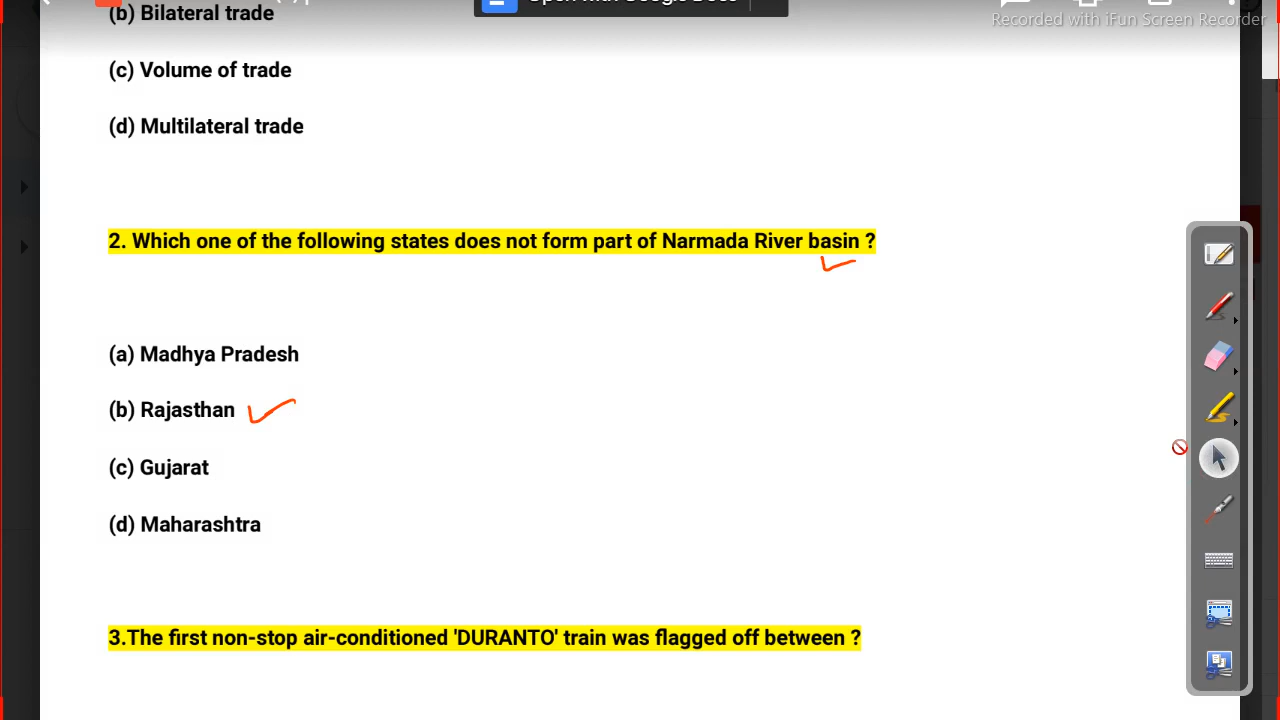 (b) Bilateral trade
Recorded with iFun Screen Recorder
(c) Volume of trade
(d) Multilateral trade
2. Which one of the following states does not form part of Narmada River basin ?
(a) Madhya Pradesh
(b) Rajasthan
(c) Gujarat
(d) Maharashtra
3.The first non-stop air-conditioned 'DURANTO' train was flagged off between ?